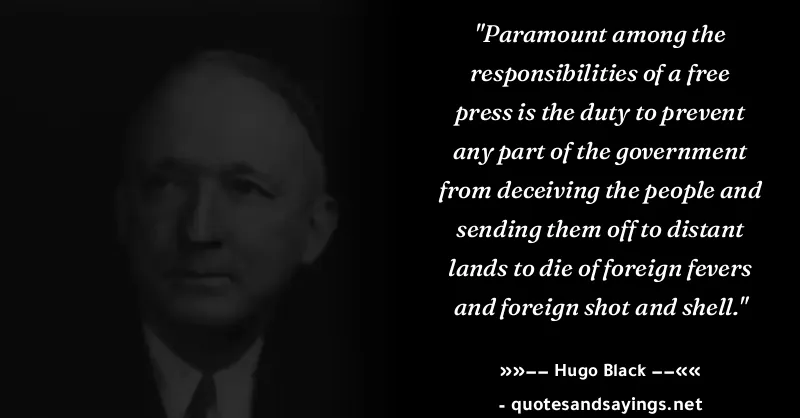 "Paramount among the
responsibilities of a free
press is the duty to prevent
any part of the government
from deceiving the people and
sending them off to distant
lands to die of foreign fevers
and foreign shot and shell."
»»−− Hugo Black −−««
- quotesandsayings.net